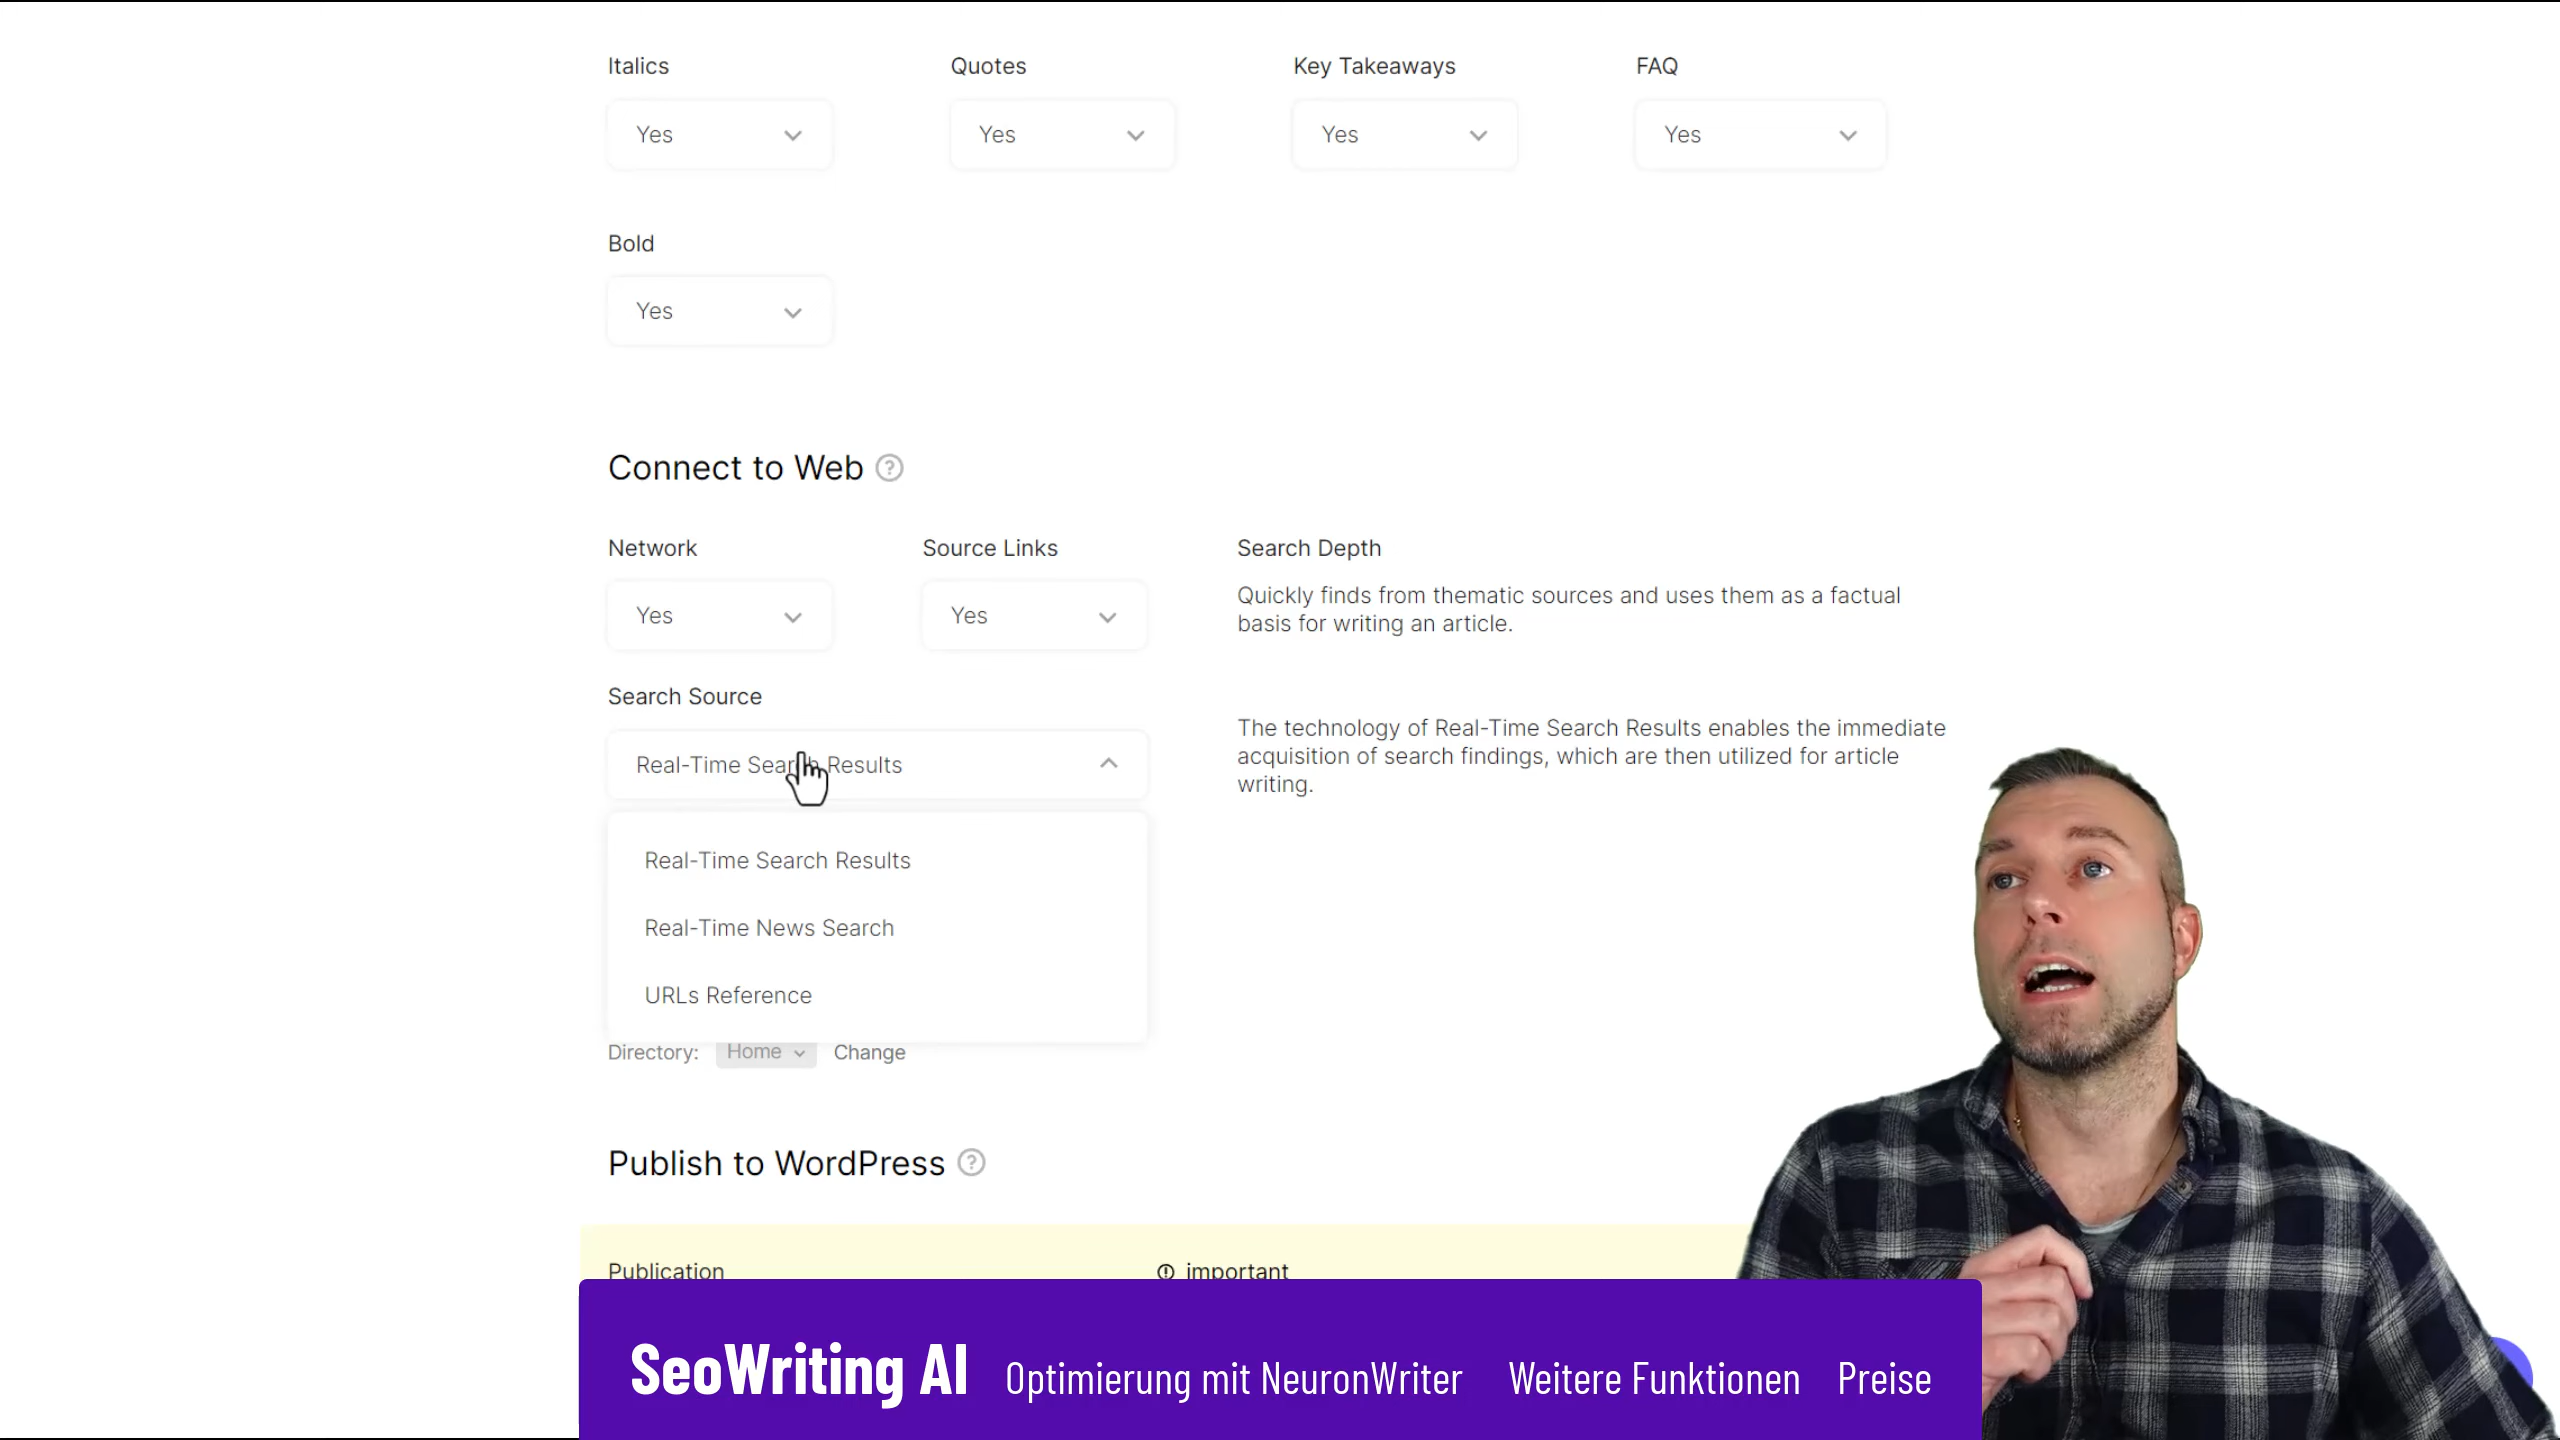 Italics
Quotes
Key Takeaways
FAQ
Yes
Yes
Yes
Yes
Bold
Yes
Connect to Web
Network
Source Links
Search Depth
Yes
Yes
Quickly finds from thematic sources and uses them as a factual
basis for writing an article.
Search Source
Real-Time Search Results
The technology of Real-Time Search Results enables the immediate
acquisition of search findings, which are then utilized for article
writing.
Real-Time Search Results
Real-Time News Search
URLs Reference
Directory: Home Change
Publish to WordPress
Publication
important
SeoWriting AI Optimierung mit NeuronWriter Weitere Funktionen Preise